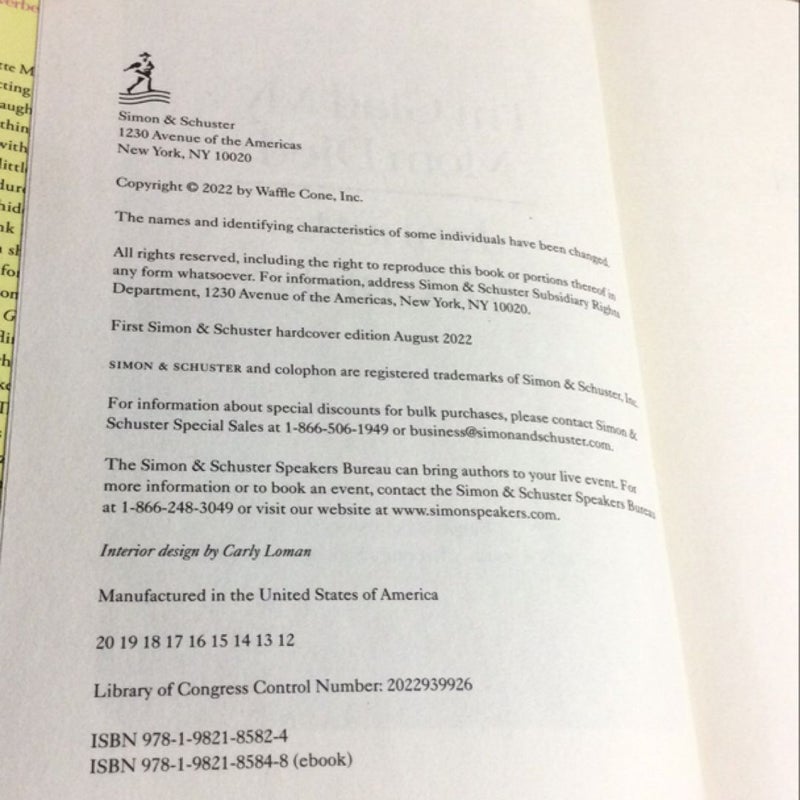 Simon & Schuster
1230 Avenue of the Americas
New York, NY 10020
Copyright © 2022 by Waffle Cone, Inc.
The names and identifying characteristics of some individuals have been changed.
All rights reserved, including the right to reproduce this book or portions thereof in
any form whatsoever. For information, address Simon & Schuster Subsidiary Rights
Department, 1230 Avenue of the Americas, New York, NY 10020.
First Simon & Schuster hardcover edition August 2022
SIMON & SCHUSTER and colophon are registered trademarks of Simon & Schuster, Inc.
For information about special discounts for bulk purchases, please contact Simon &
Schuster Special Sales at 1-866-506-1949 or business@simonandschuster.com.
The Simon & Schuster Speakers Bureau can bring authors to your live event. For
more information or to book an event, contact the Simon & Schuster Speakers Bureau
at 1-866-248-3049 or visit our website at www.simonspeakers.com.
Interior design by Carly Loman
Manufactured in the United States of America
20 19 18 17 16 15 14 13 12
Library of Congress Control Number: 2022939926
ISBN 978-1-9821-8582-4
ISBN 978-1-9821-8584-8 (ebook)